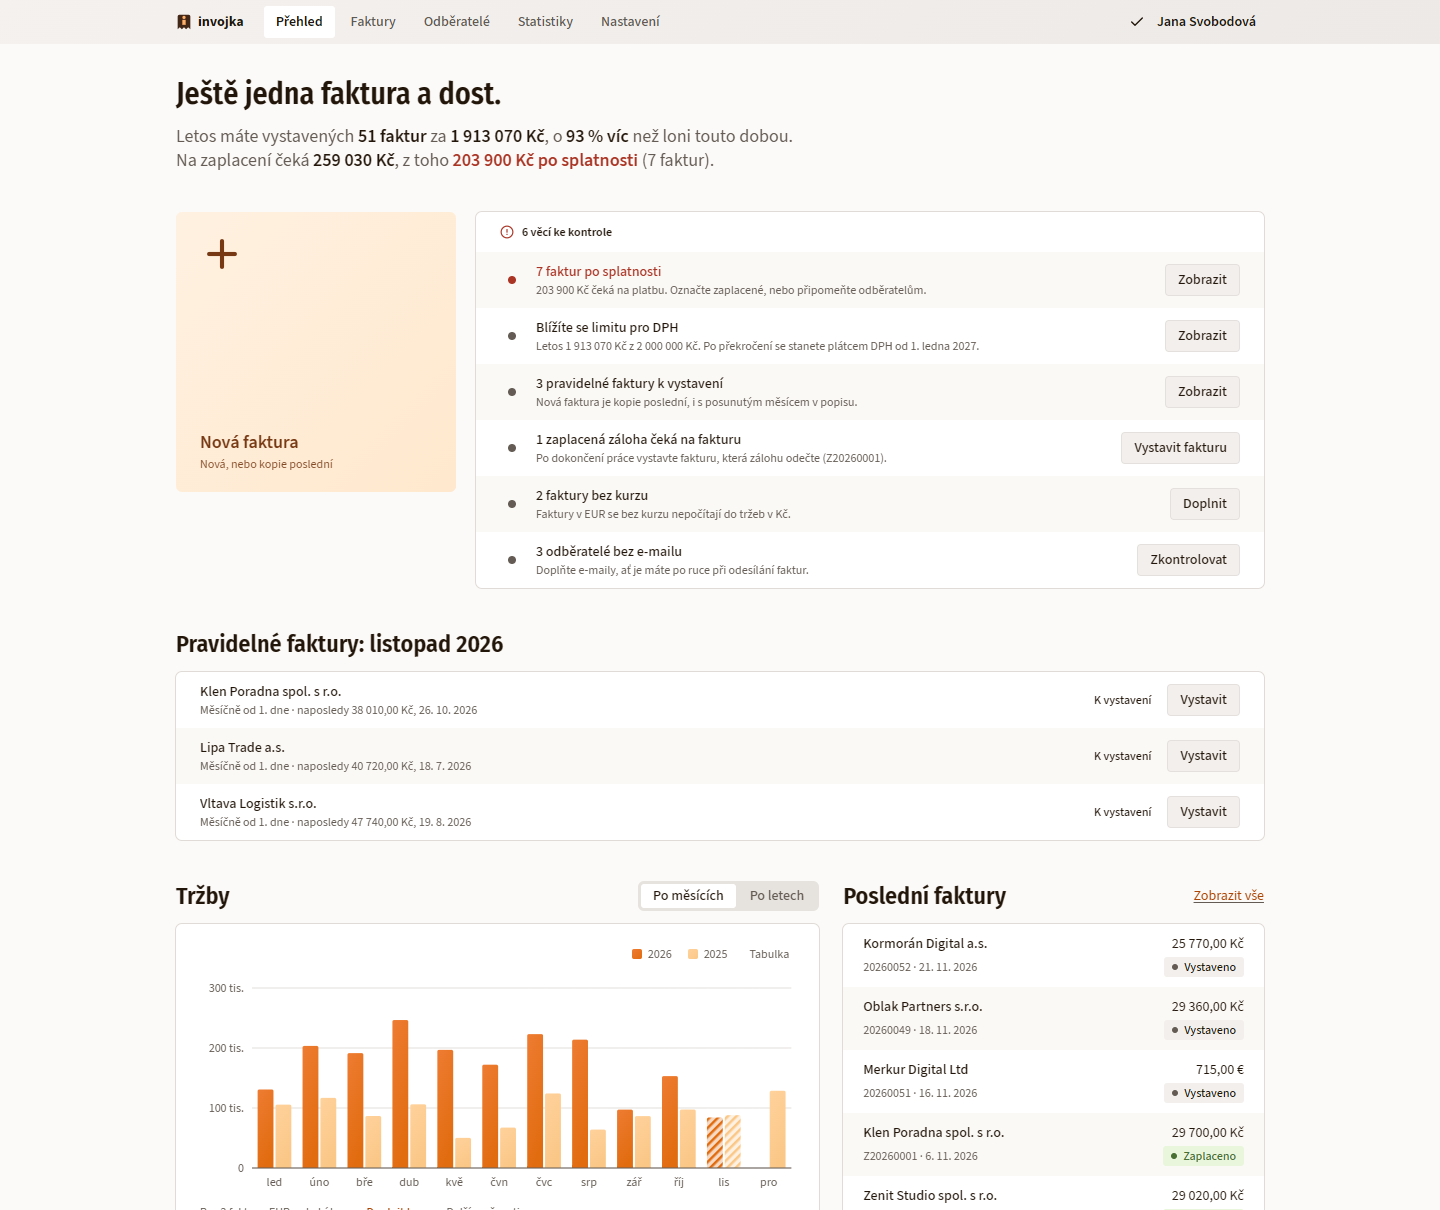 invojka
Přehled
Faktury
Odběratelé
Statistiky
Nastavení
Jana Svobodová
Ještě jedna faktura a dost.
Letos máte vystavených 51 faktur za 1 913 070 Kč, o 93 % víc než loni touto dobou.
Na zaplacení čeká 259 030 Kč, z toho 203 900 Kč po splatnosti (7 faktur).
Nová faktura
Nová, nebo kopie poslední
6 věcí ke kontrole
7 faktur po splatnosti
203 900 Kč čeká na platbu. Označte zaplacené, nebo připomeňte odběratelům.
Zobrazit
Blížíte se limitu pro DPH
Letos 1 913 070 Kč z 2 000 000 Kč. Po překročení se stanete plátcem DPH od 1. ledna 2027.
Zobrazit
3 pravidelné faktury k vystavení
Nová faktura je kopie poslední, i s posunutým měsícem v popisu.
Zobrazit
1 zaplacená záloha čeká na fakturu
Po dokončení práce vystavte fakturu, která zálohu odečte (Z20260001).
Vystavit fakturu
2 faktury bez kurzu
Faktury v EUR se bez kurzu nepočítají do tržeb v Kč.
Doplnit
3 odběratelé bez e-mailu
Doplňte e-maily, ať je máte po ruce při odesílání faktur.
Zkontrolovat
Pravidelné faktury: listopad 2026
Klen Poradna spol. s r.o.
Měsíčně od 1. dne · naposledy 38 010,00 Kč, 26. 10. 2026
K vystavení
Vystavit
Lipa Trade a.s.
Měsíčně od 1. dne · naposledy 40 720,00 Kč, 18. 7. 2026
K vystavení
Vystavit
Vltava Logistik s.r.o.
Měsíčně od 1. dne · naposledy 47 740,00 Kč, 19. 8. 2026
K vystavení
Vystavit
Tržby
Po měsících
Po letech
2026
2025
Tabulka
300 tis.
200 tis.
100 tis.
0
led úno bře dub kvě čvn čvc srp zář říj lis pro
Poslední faktury
Zobrazit vše
Kormorán Digital a.s.
25 770,00 Kč
20260052 · 21. 11. 2026
Vystaveno
Oblak Partners s.r.o.
29 360,00 Kč
20260049 · 18. 11. 2026
Vystaveno
Merkur Digital Ltd
715,00 €
20260051 · 16. 11. 2026
Vystaveno
Klen Poradna spol. s r.o.
29 700,00 Kč
Z20260001 · 6. 11. 2026
Zaplaceno
Zenit Studio spol. s r.o.
29 020,00 Kč